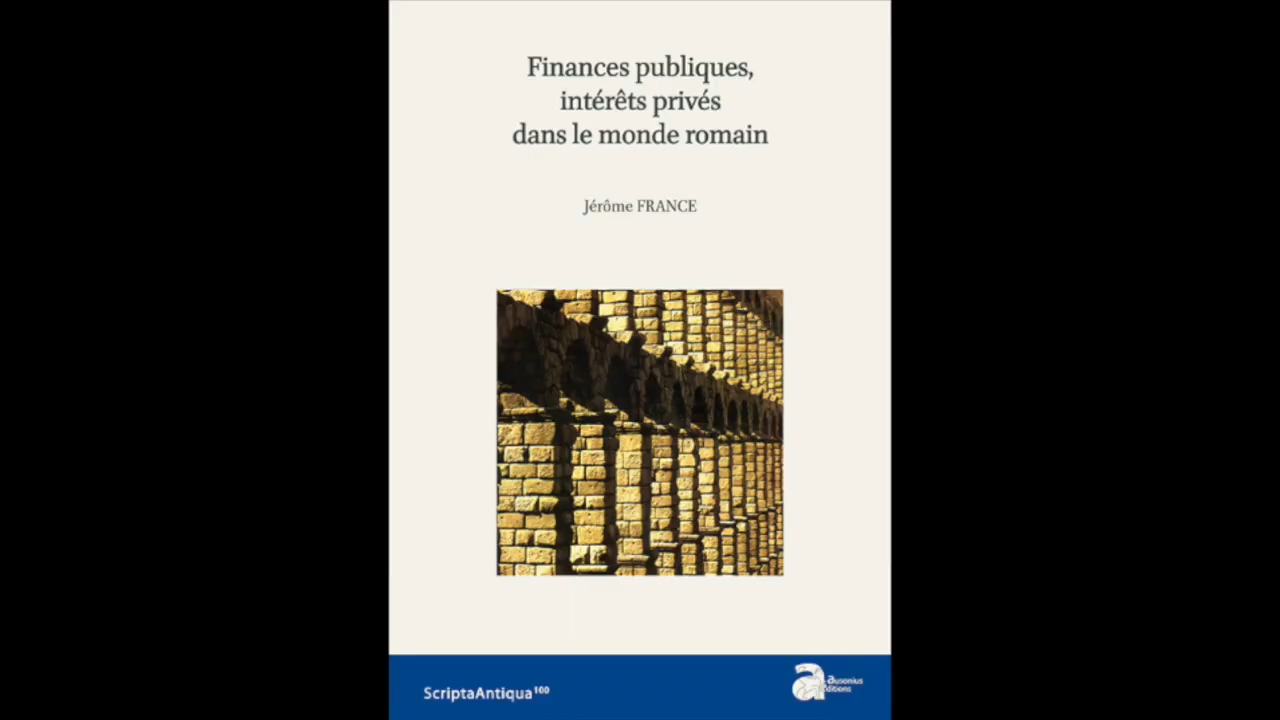 Finances publiques,
intérêts privés
dans le monde romain
Jérôme FRANCE
ScriptaAntiqua¹⁰⁰
ausonius
éditions